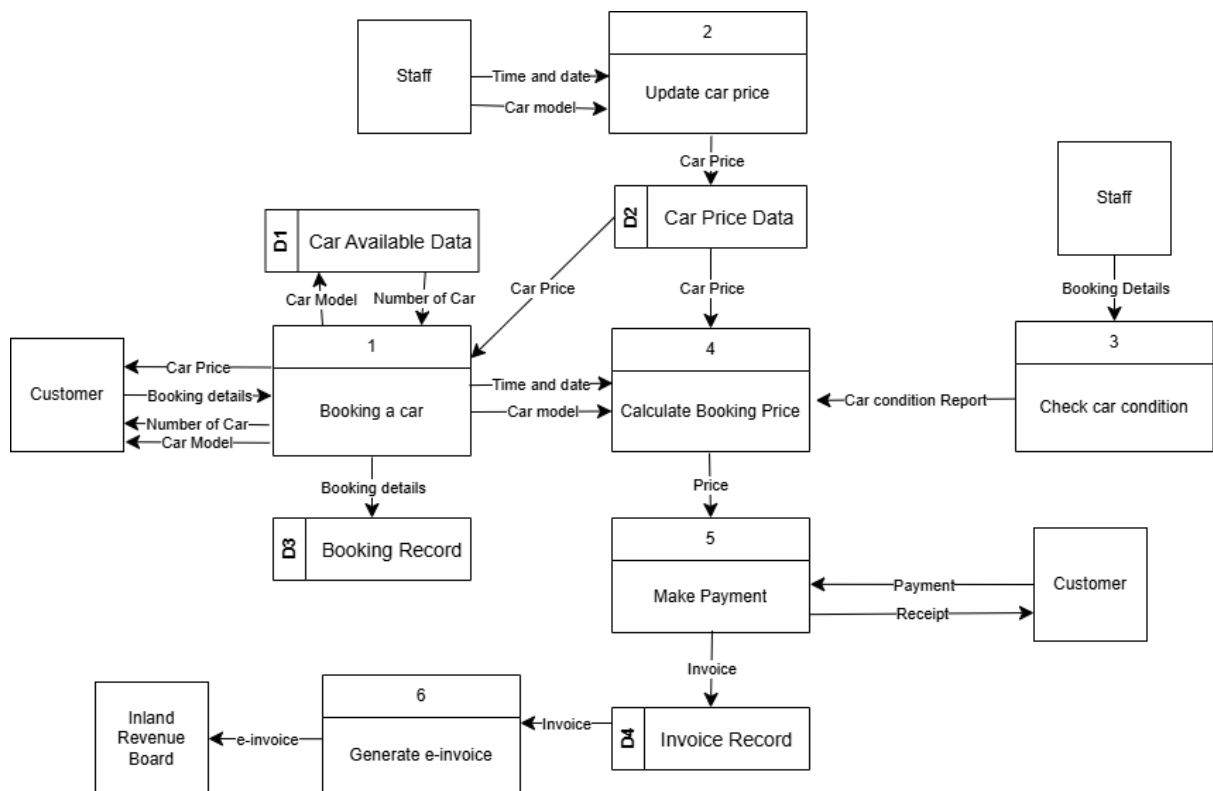 2
Staff
Time and date
Car model
Update car price
Car Price
D2
Car Price Data
Staff
D1
Car Available Data
Car Model
Number of Car
Car Price
Car Price
Booking Details
1
Booking a car
Customer
Car Price
Booking details
Number of Car
Car Model
Time and date
Car model
4
Calculate Booking Price
Car condition Report
3
Check car condition
Booking details
Price
D3
Booking Record
5
Make Payment
Payment
Receipt
Customer
Invoice
Inland
Revenue
Board
e-invoice
6
Generate e-invoice
Invoice
D4
Invoice Record